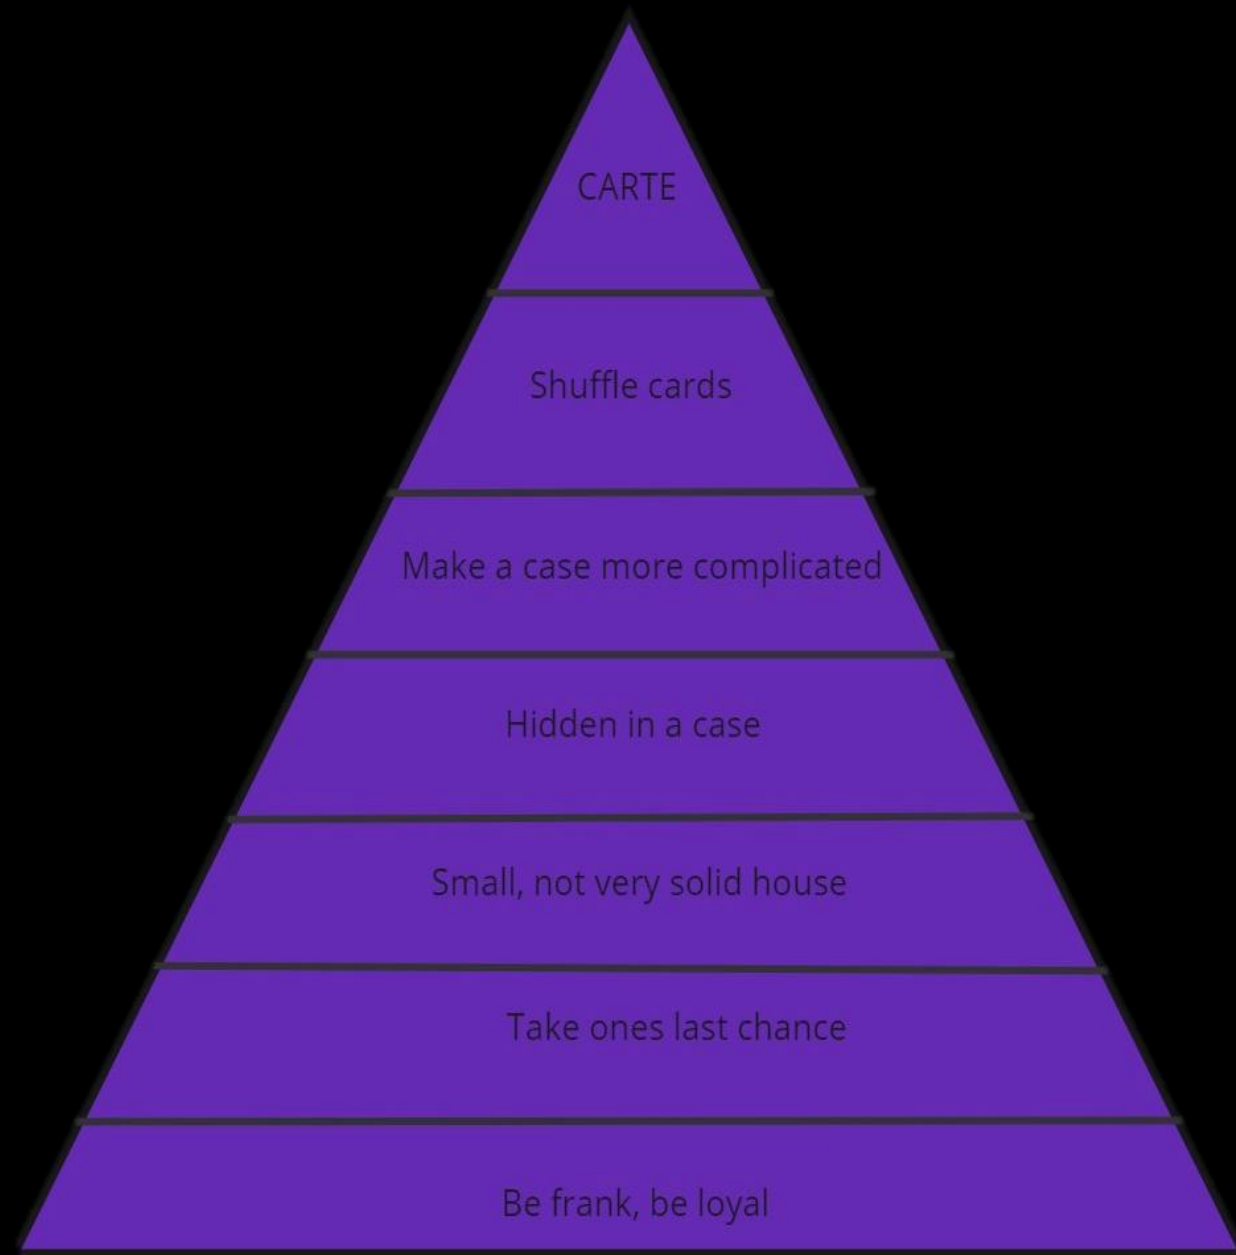 CARTE
Shuffle cards
Make a case more complicated
Hidden in a case
Small, not very solid house
Take ones last chance
Be frank, be loyal